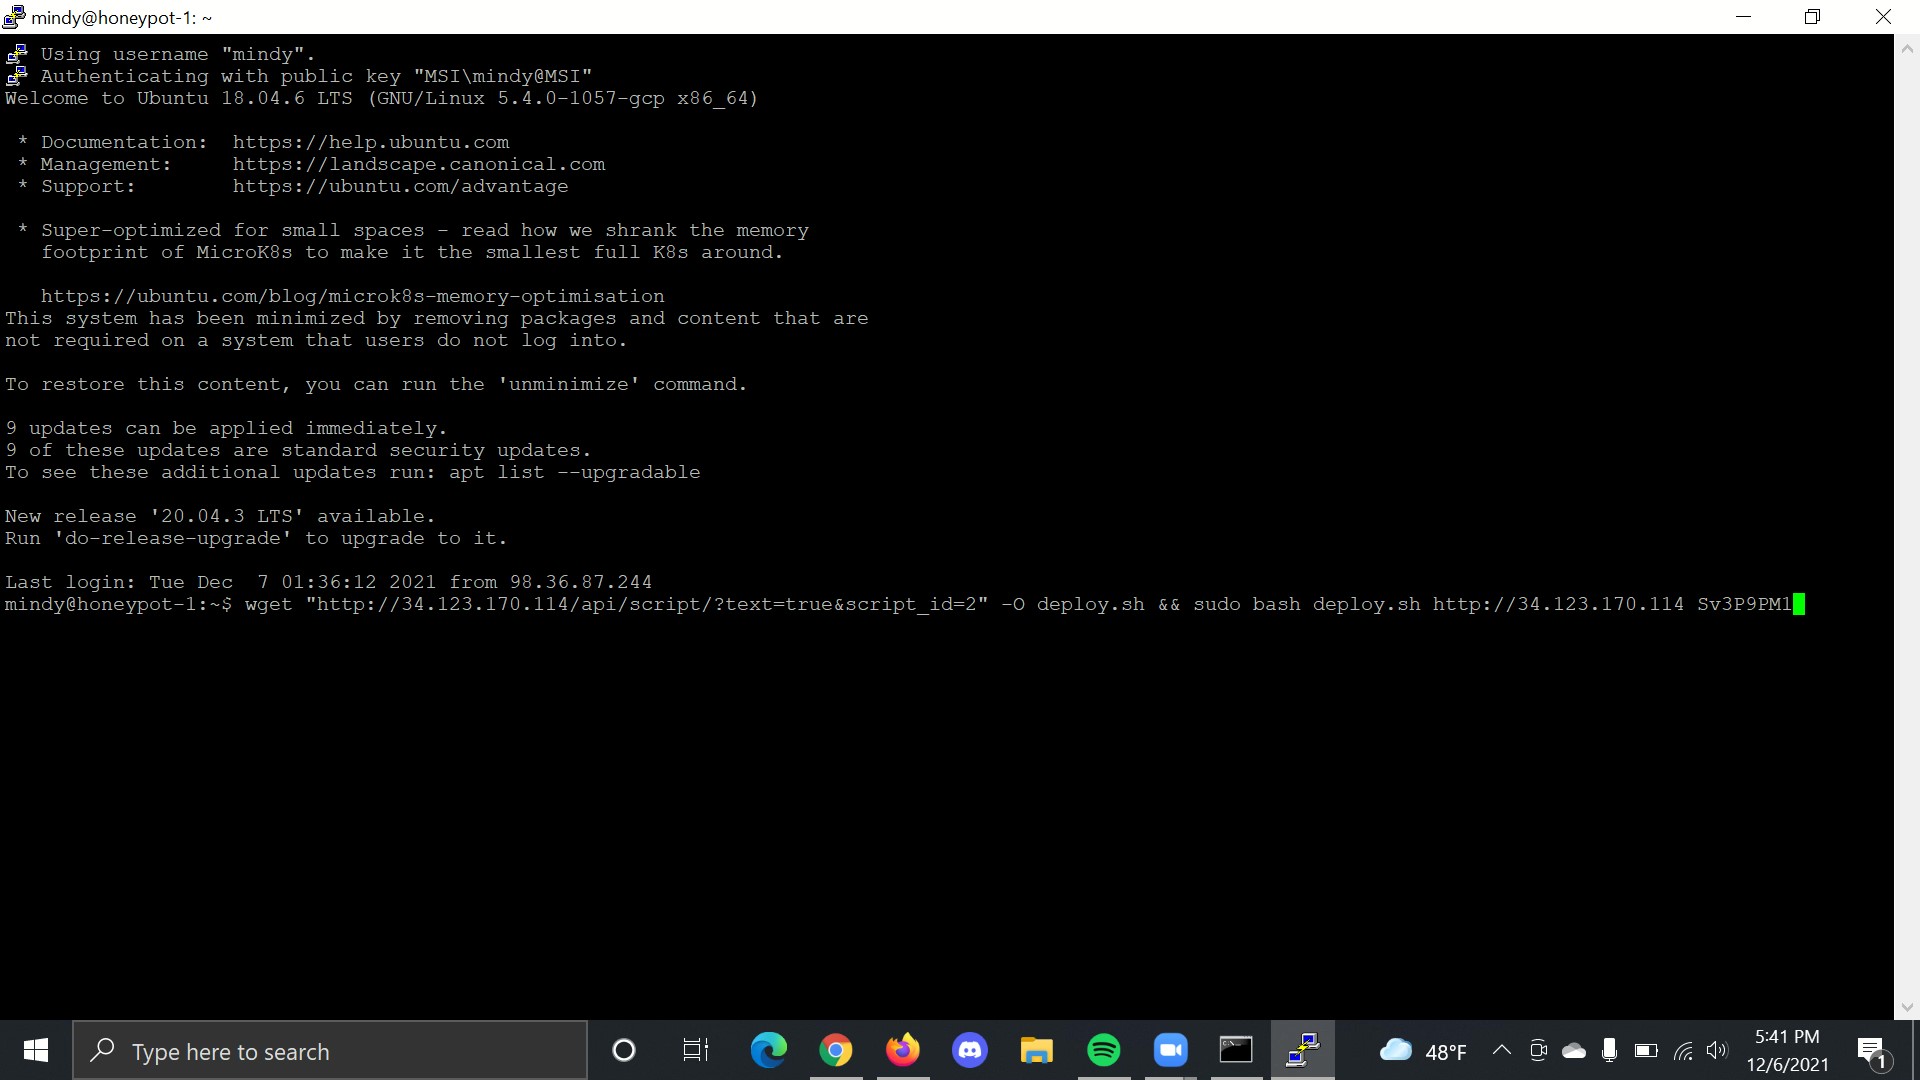 mindy@honeypot-1: ~
Using username "mindy".
Authenticating with public key "MSI\mindy@MSI"
Welcome to Ubuntu 18.04.6 LTS (GNU/Linux 5.4.0-1057-gcp x86_64)
* Documentation:  https://help.ubuntu.com
* Management:     https://landscape.canonical.com
* Support:        https://ubuntu.com/advantage
* Super-optimized for small spaces - read how we shrank the memory
footprint of MicroK8s to make it the smallest full K8s around.
https://ubuntu.com/blog/microk8s-memory-optimisation
This system has been minimized by removing packages and content that are
not required on a system that users do not log into.
To restore this content, you can run the 'unminimize' command.
9 updates can be applied immediately.
9 of these updates are standard security updates.
To see these additional updates run: apt list --upgradable
New release '20.04.3 LTS' available.
Run 'do-release-upgrade' to upgrade to it.
Last login: Tue Dec  7 01:36:12 2021 from 98.36.87.244
mindy@honeypot-1:~$ wget "http://34.123.170.114/api/script/?text=true&script_id=2" -O deploy.sh && sudo bash deploy.sh http://34.123.170.114 Sv3P9PM1
Type here to search
48°F
5:41 PM
12/6/2021
1